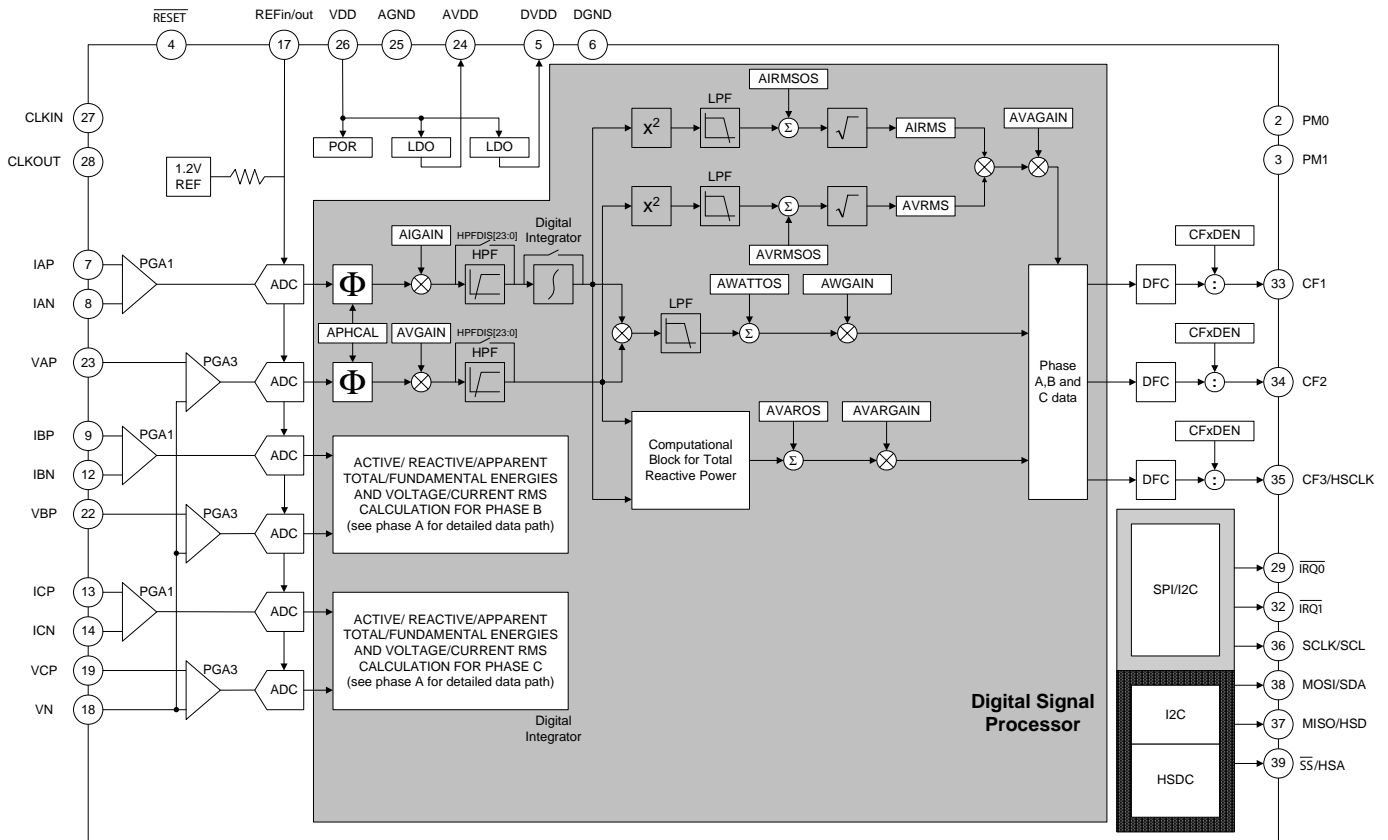 RESET
REFin/out
VDD
AGND
AVDD
DVDD
DGND
4
17
26
25
24
5
6
CLKIN
27
CLKOUT
28
1.2V
REF
POR
LDO
LDO
AIRMSOS
LPF
X²
Σ
√
AIRMS
AVAGAIN
LPF
X²
Σ
√
AVRMS
AVRMSOS
2
PM0
3
PM1
IAP
7
IAN
8
PGA1
ADC
Φ
AIGAIN
HPFDIS[23:0]
HPF
Digital
Integrator
∫
APHCAL
AVGAIN
HPFDIS[23:0]
HPF
VAP
23
PGA3
ADC
Φ
LPF
AWATTOS
Σ
AWGAIN
Computational
Block for Total
Reactive Power
AVAROS
Σ
AVARGAIN
Phase
A,B and
C data
DFC
CFxDEN
:
33
CF1
DFC
CFxDEN
:
34
CF2
DFC
CFxDEN
:
35
CF3/HSCLK
IBP
9
IBN
12
PGA1
ADC
VBP
22
PGA3
ADC
ACTIVE/ REACTIVE/APPARENT
TOTAL/FUNDAMENTAL ENERGIES
AND VOLTAGE/CURRENT RMS
CALCULATION FOR PHASE B
(see phase A for detailed data path)
ICP
13
ICN
14
PGA1
ADC
VCP
19
VN
18
PGA3
ADC
ACTIVE/ REACTIVE/APPARENT
TOTAL/FUNDAMENTAL ENERGIES
AND VOLTAGE/CURRENT RMS
CALCULATION FOR PHASE C
(see phase A for detailed data path)
Digital
Integrator
Digital Signal
Processor
SPI/I2C
I2C
HSDC
29
IRQ0
32
IRQ1
36
SCLK/SCL
38
MOSI/SDA
37
MISO/HSD
39
SS/HSA